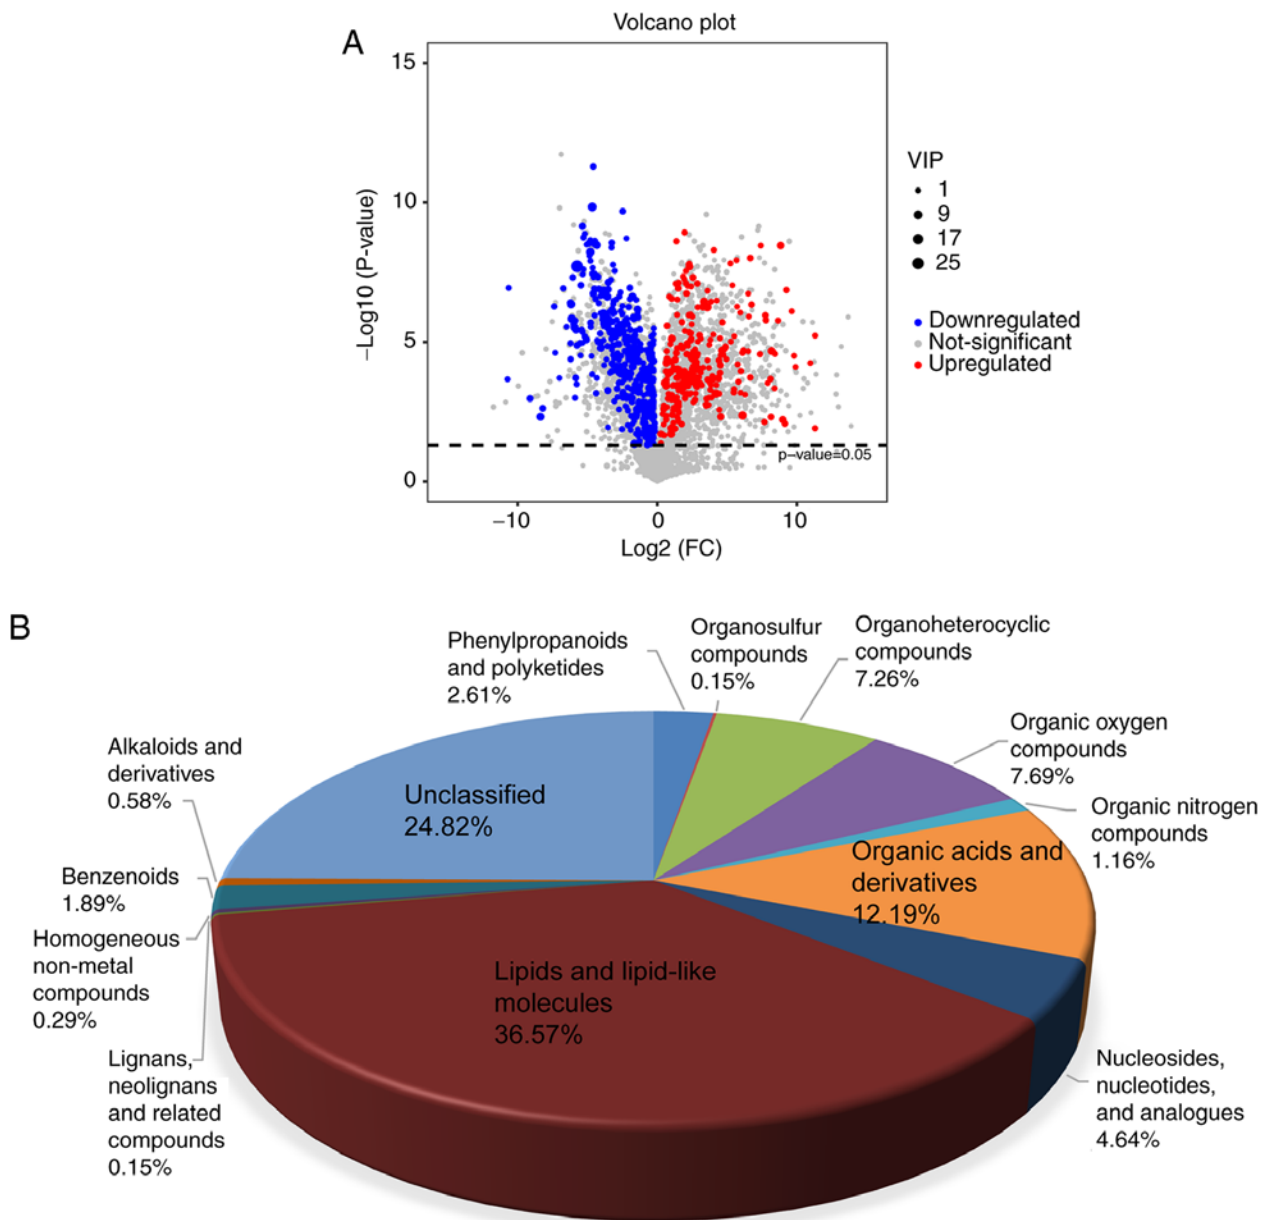 A
Volcano plot
15
10
5
0
−Log10 (P-value)
−10
0
10
Log2 (FC)
p−value=0.05
VIP
1
9
17
25
Downregulated
Not-significant
Upregulated
B
Phenylpropanoids
and polyketides
2.61%
Organosulfur
compounds
0.15%
Organoheterocyclic
compounds
7.26%
Organic oxygen
compounds
7.69%
Organic nitrogen
compounds
1.16%
Organic acids and
derivatives
12.19%
Nucleosides,
nucleotides,
and analogues
4.64%
Lipids and lipid-like
molecules
36.57%
Lignans,
neolignans
and related
compounds
0.15%
Homogeneous
non-metal
compounds
0.29%
Benzenoids
1.89%
Alkaloids and
derivatives
0.58%
Unclassified
24.82%